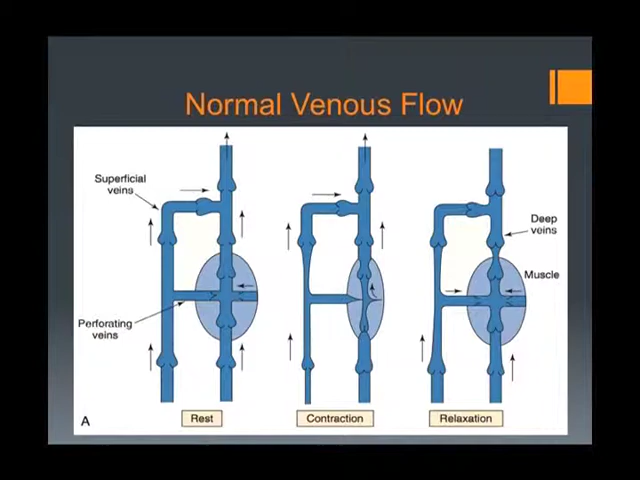 Normal Venous Flow
Superficial
veins
Deep
veins
Muscle
Perforating
veins
A
Rest
Contraction
Relaxation